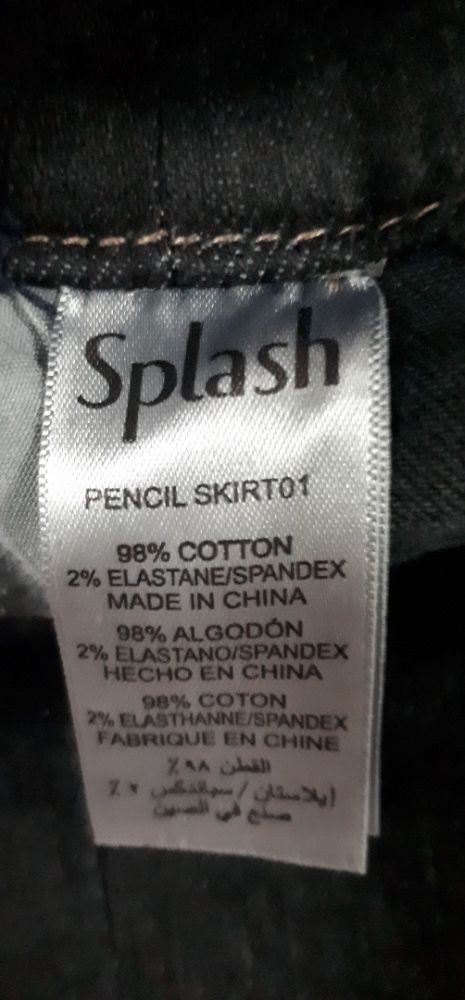 Splash
PENCIL SKIRT01
98% COTTON
2% ELASTANE/SPANDEX
MADE IN CHINA
98% ALGODÓN
2% ELASTANO/SPANDEX
HECHO EN CHINA
98% COTON
2% ELASTHANNE/SPANDEX
FABRIQUE EN CHINE
القطن ٩٨ ٪
إيلاستان / سباندكس ٢ ٪
صنع في الصين